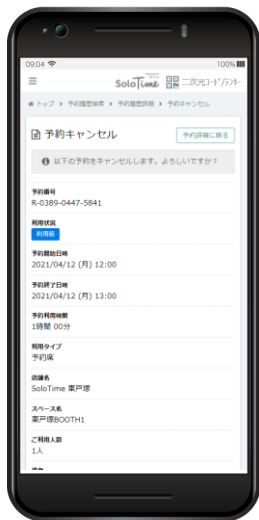 09:04 100%
SoloTime 二次元ｺｰﾄﾞ/ﾃﾝｷｰ
トップ > 予約履歴検索 > 予約履歴詳細 > 予約キャンセル
予約キャンセル 予約詳細に戻る
以下の予約をキャンセルします。よろしいですか？
予約番号
R-0389-0447-5841
利用状況
利用前
予約開始日時
2021/04/12 (月) 12:00
予約終了日時
2021/04/12 (月) 13:00
予約利用時間
1時間 00分
利用タイプ
予約席
店舗名
SoloTime 東戸塚
スペース名
東戸塚BOOTH1
ご利用人数
1人